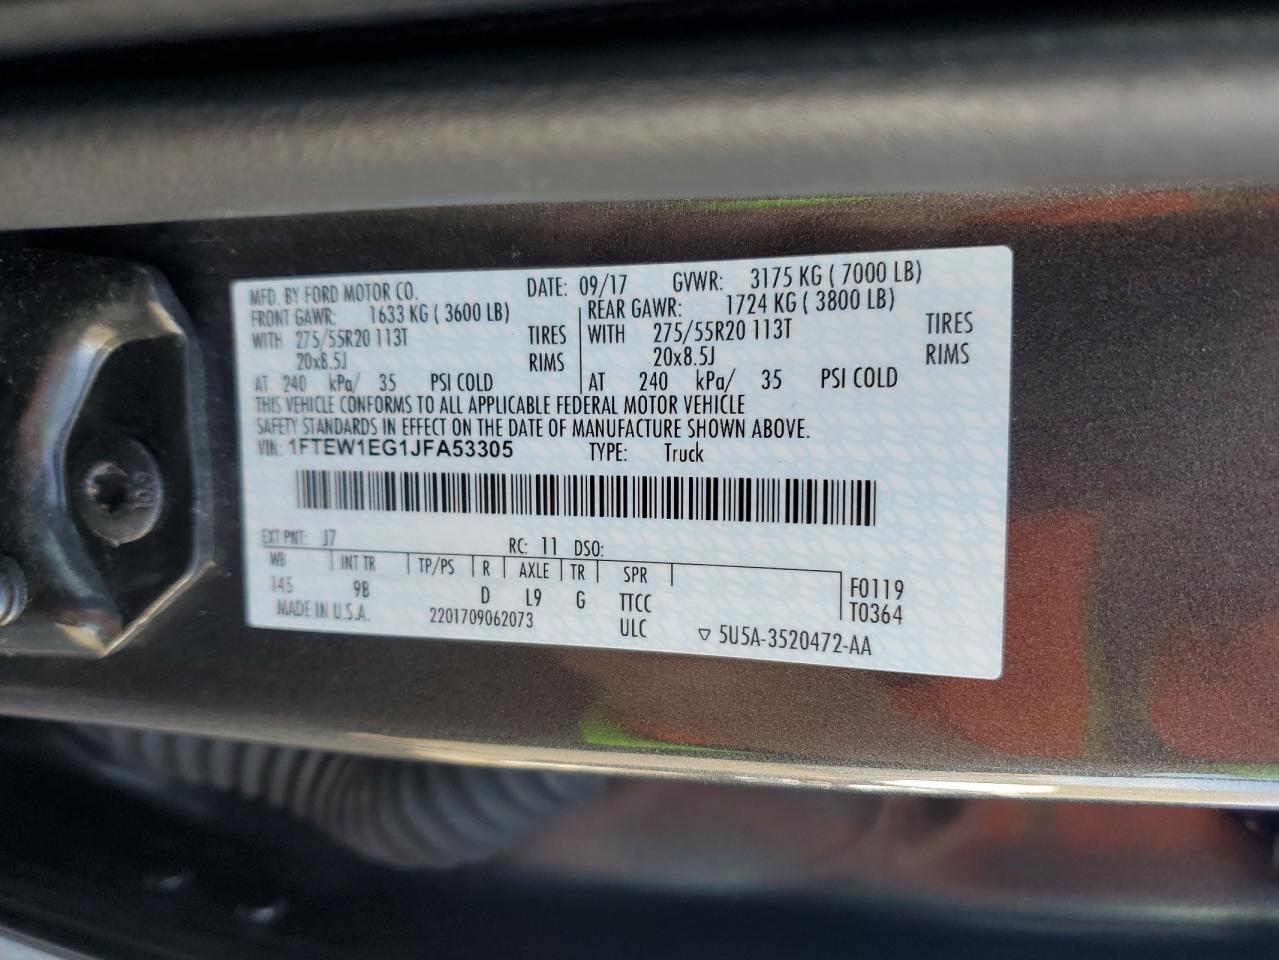 MFD. BY FORD MOTOR CO. DATE: 09/17 GVWR: 3175 KG ( 7000 LB)
FRONT GAWR: 1633 KG ( 3600 LB) REAR GAWR: 1724 KG ( 3800 LB)
WITH 275/55R20 113T TIRES WITH 275/55R20 113T TIRES
20x8.5J RIMS 20x8.5J RIMS
AT 240 kPa/ 35 PSI COLD AT 240 kPa/ 35 PSI COLD
THIS VEHICLE CONFORMS TO ALL APPLICABLE FEDERAL MOTOR VEHICLE
SAFETY STANDARDS IN EFFECT ON THE DATE OF MANUFACTURE SHOWN ABOVE.
VIN: 1FTEW1EG1JFA53305 TYPE: Truck
EXT PNT: J7 RC: 11 DSO:
WB INT TR TP/PS R AXLE TR SPR F0119
145 9B D L9 G TTCC T0364
MADE IN U.S.A. 2201709062073 ULC ▽ 5U5A-3520472-AA
10.9